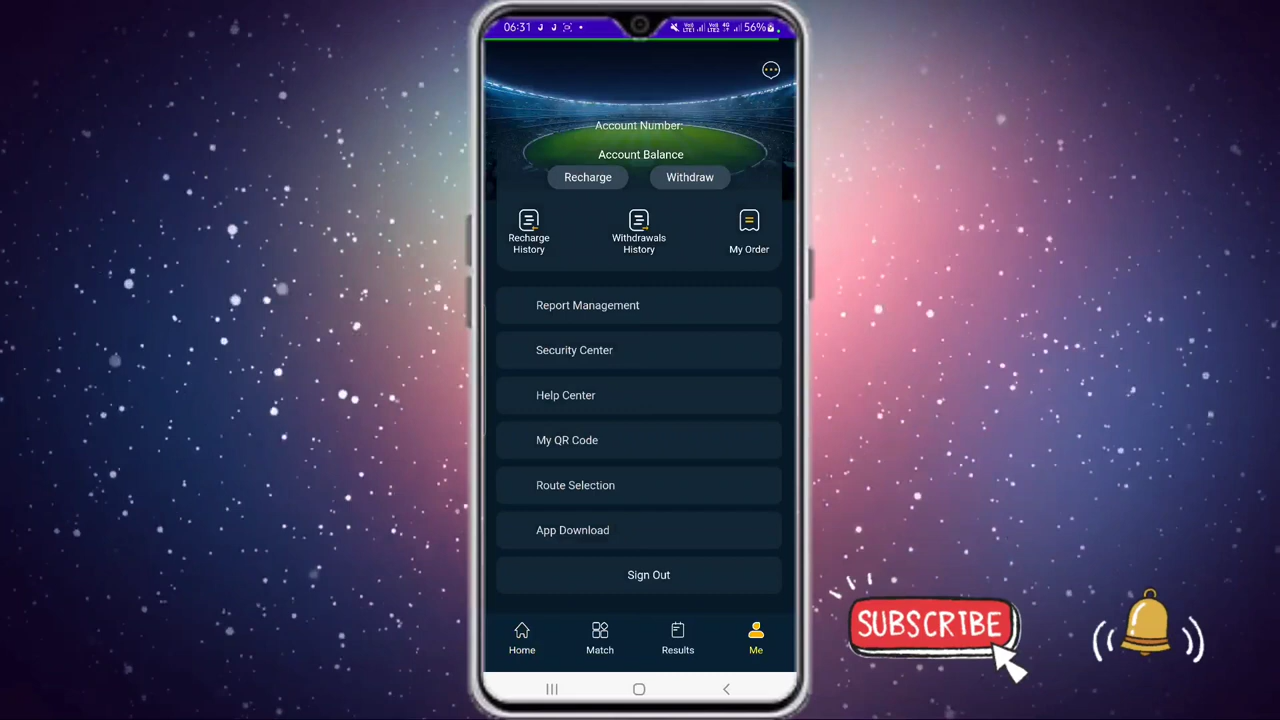 06:31
56%
Account Number:
Account Balance
Recharge
Withdraw
Recharge
History
Withdrawals
History
My Order
Report Management
Security Center
Help Center
My QR Code
Route Selection
App Download
Sign Out
Home
Match
Results
Me
SUBSCRIBE